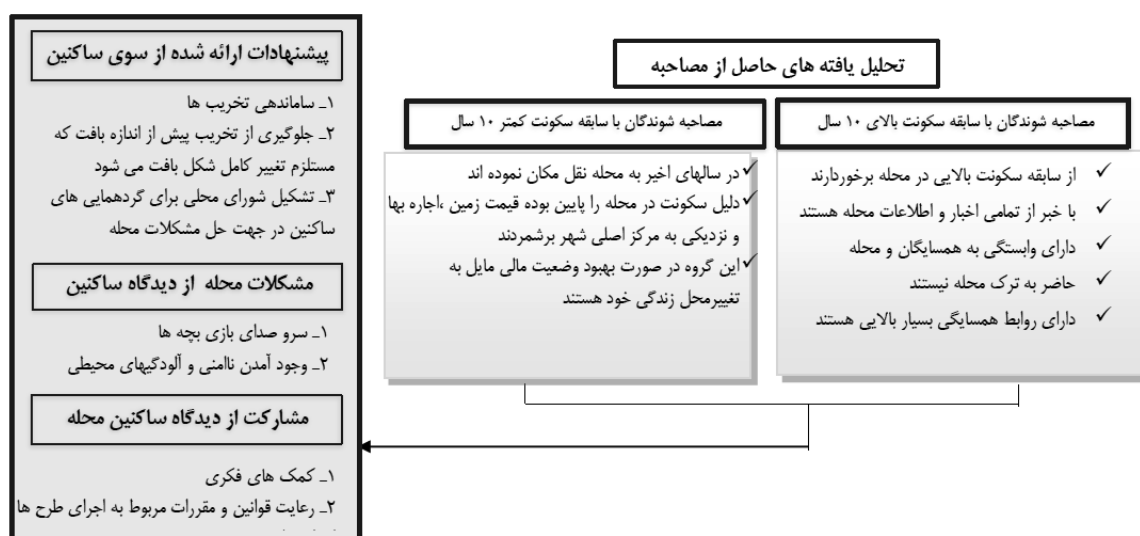 تحلیل یافته های حاصل از مصاحبه
مصاحبه شوندگان با سابقه سکونت بالای ۱۰ سال
از سابقه سکونت بالایی در محله برخوردارند
با خبر از تمامی اخبار و اطلاعات محله هستند
دارای وابستگی به همسایگان و محله
حاضر به ترک محله نیستند
دارای روابط همسایگی بسیار بالایی هستند
مصاحبه شوندگان با سابقه سکونت کمتر ۱۰ سال
در سالهای اخیر به محله نقل مکان نموده اند
دلیل سکونت در محله را پایین بوده قیمت زمین ،اجاره بها
و نزدیکی به مرکز اصلی شهر برشمردند
این گروه در صورت بهبود وضعیت مالی مایل به
تغییرمحل زندگی خود هستند
پیشنهادات ارائه شده از سوی ساکنین
۱_ ساماندهی تخریب ها
۲_ جلوگیری از تخریب پیش از اندازه بافت که
مستلزم تغییر کامل شکل بافت می شود
۳_ تشکیل شورای محلی برای گردهمایی های
ساکنین در جهت حل مشکلات محله
مشکلات محله از دیدگاه ساکنین
۱_ سرو صدای بازی بچه ها
۲_ وجود آمدن ناامنی و آلودگیهای محیطی
مشارکت از دیدگاه ساکنین محله
۱_ کمک های فکری
۲_ رعایت قوانین و مقررات مربوط به اجرای طرح ها